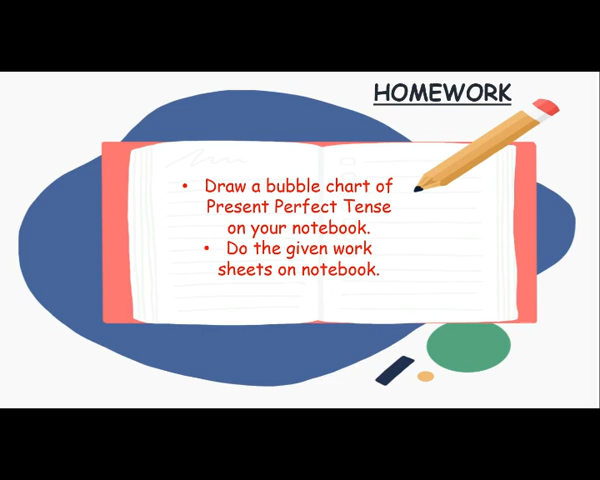 HOMEWORK
• Draw a bubble chart of
Present Perfect Tense
on your notebook.
• Do the given work
sheets on notebook.